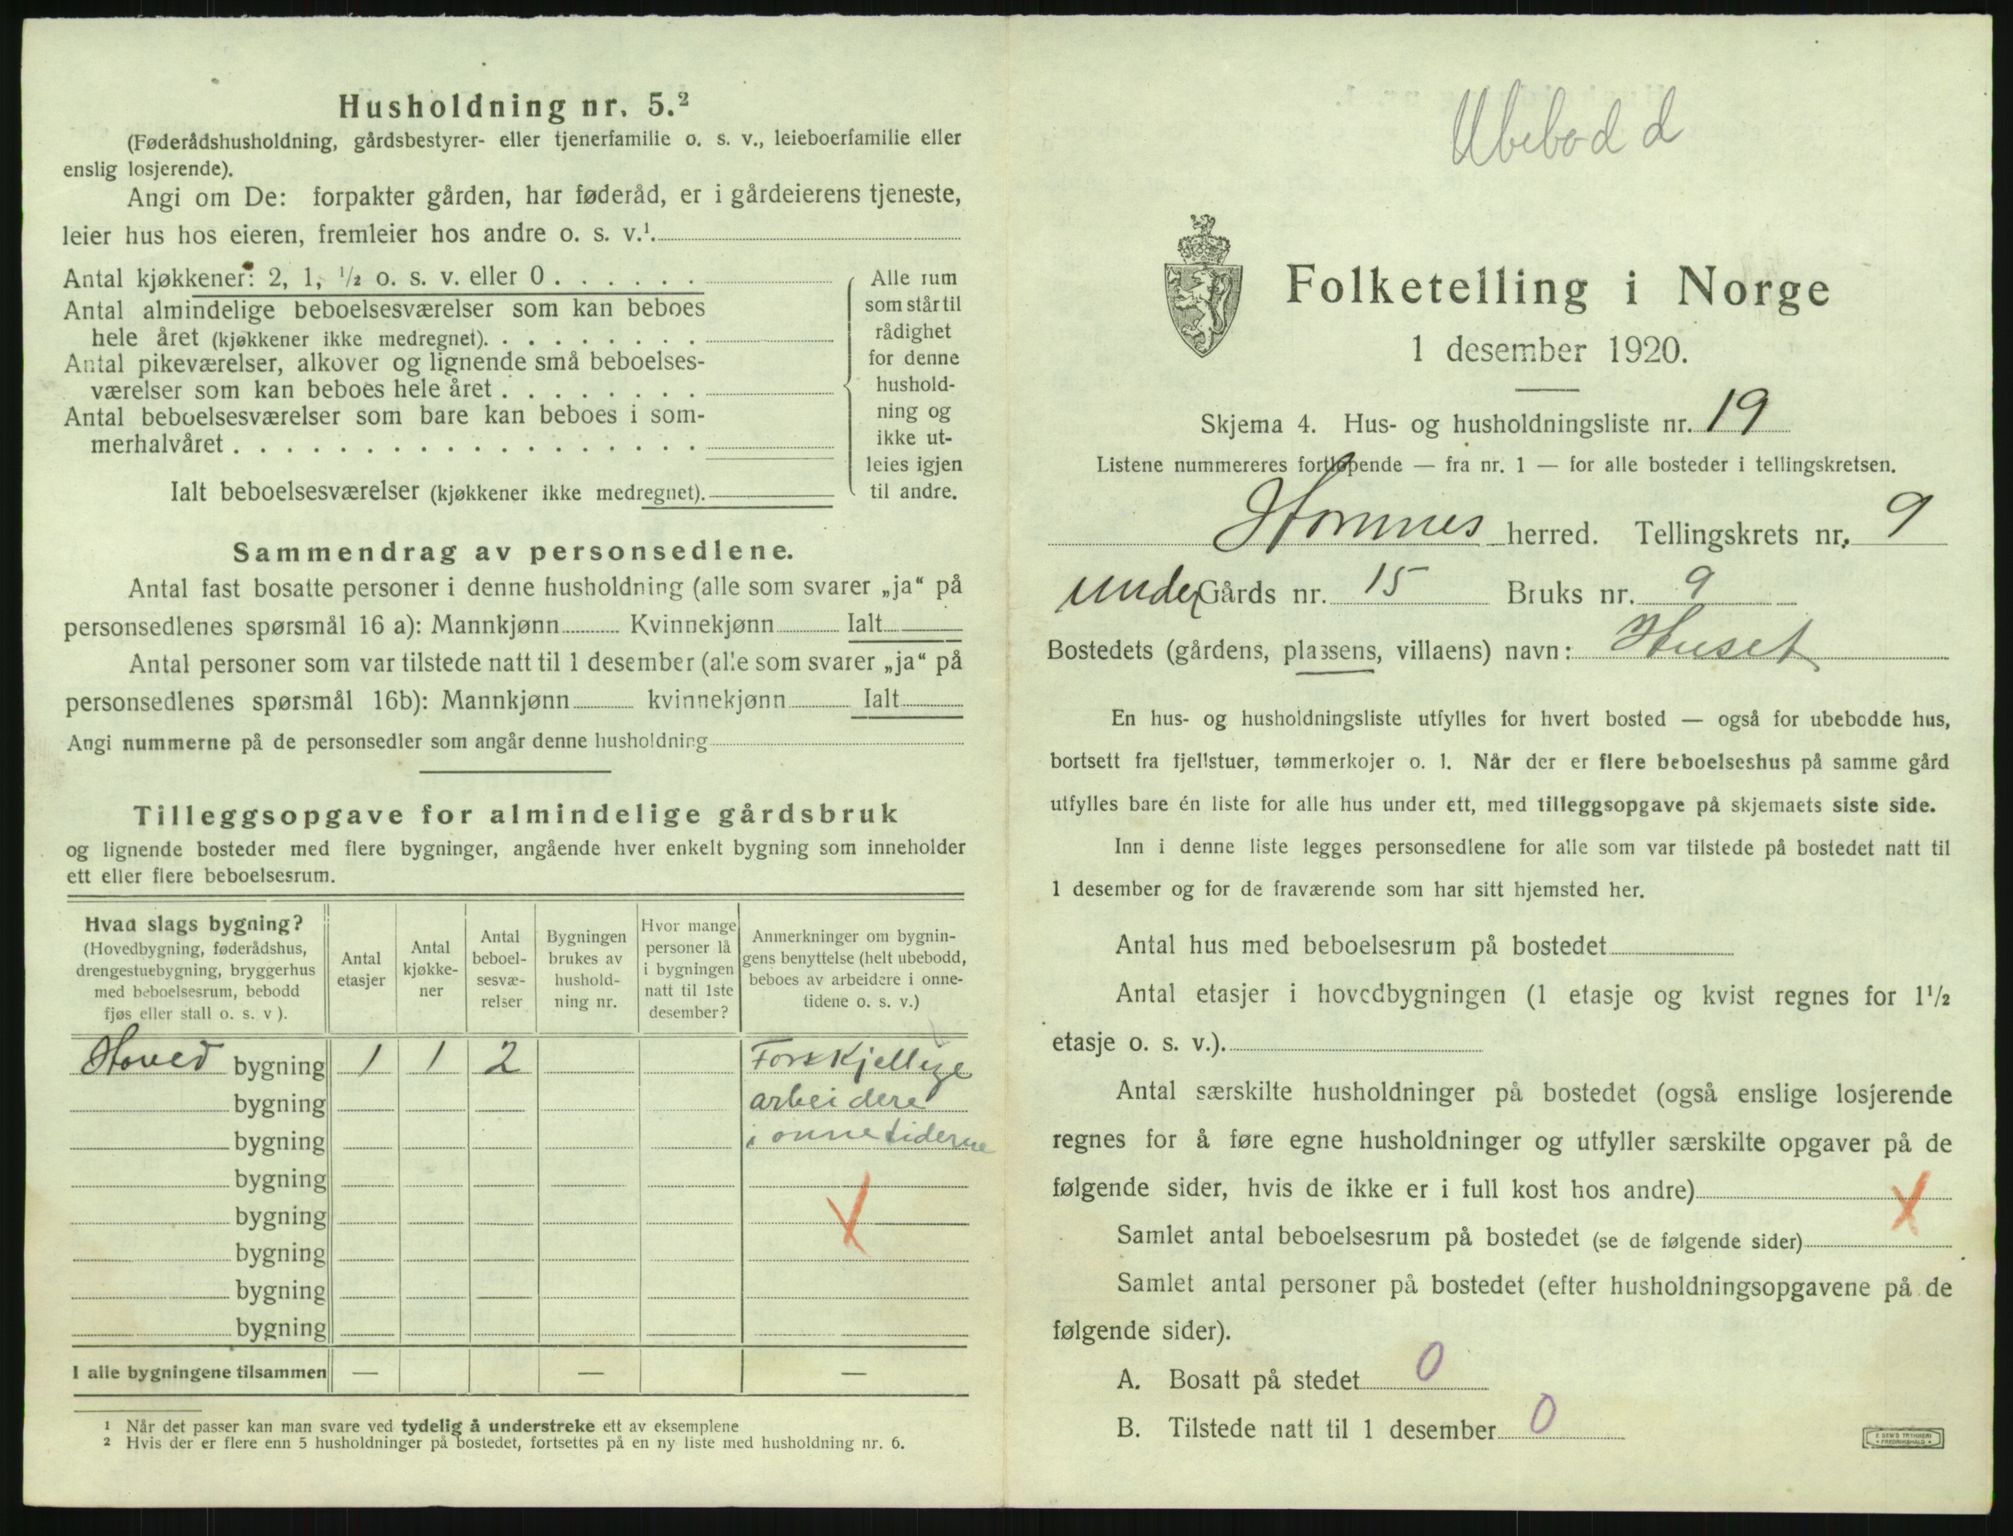 Husholdning nr. 5.²
(Føderådshusholdning, gårdsbestyrer- eller tjenerfamilie o. s. v., leieboerfamilie eller
enslig losjerende).
Angi om De: forpakter gården, har føderåd, er i gårdeierens tjeneste,
leier hus hos eieren, fremleier hos andre o. s. v.¹.
Antal kjøkkener: 2, 1, ½ o. s. v. eller 0 . . . . . .
Antal almindelige beboelsesværelser som kan beboes
hele året (kjøkkener ikke medregnet). . . . . . . . .
Antal pikeværelser, alkover og lignende små beboelses-
værelser som kan beboes hele året . . . . . . . .
Antal beboelsesværelser som bare kan beboes i som-
merhalvåret . . . . . . . . . . . . . . . . . .
Ialt beboelsesværelser (kjøkkener ikke medregnet).
Alle rum
som står til
rådighet
for denne
hushold-
ning og
ikke ut-
leies igjen
til andre.
Sammendrag av personsedlene.
Antal fast bosatte personer i denne husholdning (alle som svarer „ja“ på
personsedlenes spørsmål 16 a): Mannkjønn Kvinnekjønn Ialt
Antal personer som var tilstede natt til 1 desember (alle som svarer „ja“ på
personsedlenes spørsmål 16b): Mannkjønn kvinnekjønn Ialt
Angi nummerne på de personsedler som angår denne husholdning
Tilleggsopgave for almindelige gårdsbruk
og lignende bosteder med flere bygninger, angående hver enkelt bygning som inneholder
ett eller flere beboelsesrum.
Hvad slags bygning?
(Hovedbygning, føderådshus,
drengestuebygning, bryggerhus
med beboelsesrum, bebodd
fjøs eller stall o. s. v ).
Antal
etasjer
Antal
kjøkke-
ner
Antal
beboel-
sesvæ-
relser
Bygningen
brukes av
hushold-
ning nr.
Hvor mange
personer lå
i bygningen
natt til 1ste
desember?
Anmerkninger om bygnin-
gens benyttelse (helt ubebodd,
beboes av arbeidere i onne-
tidene o. s. v.)
Hoved bygning 1 1 2 Forskjellige
bygning arbeidere
bygning i onnetiderne
bygning
bygning
bygning
bygning
bygning
I alle bygningene tilsammen — — —
¹ Når det passer kan man svare ved tydelig å understreke ett av eksemplene
² Hvis der er flere enn 5 husholdninger på bostedet, fortsettes på en ny liste med husholdning nr. 6.
Ubebodd
Folketelling i Norge
1 desember 1920.
Skjema 4. Hus- og husholdningsliste nr. 19
Listene nummereres fortløpende — fra nr. 1 — for alle bosteder i tellingskretsen.
Hornnes herred. Tellingskrets nr. 9
under Gårds nr. 15 Bruks nr. 9
Bostedets (gårdens, plassens, villaens) navn: Huset
En hus- og husholdningsliste utfylles for hvert bosted — også for ubebodde hus,
bortsett fra fjellstuer, tømmerkojer o. l. Når der er flere beboelseshus på samme gård
utfylles bare én liste for alle hus under ett, med tilleggsopgave på skjemaets siste side.
Inn i denne liste legges personsedlene for alle som var tilstede på bostedet natt til
1 desember og for de fraværende som har sitt hjemsted her.
Antal hus med beboelsesrum på bostedet
Antal etasjer i hovedbygningen (1 etasje og kvist regnes for 1½
etasje o. s. v.).
Antal særskilte husholdninger på bostedet (også enslige losjerende
regnes for å føre egne husholdninger og utfyller særskilte opgaver på de
følgende sider, hvis de ikke er i full kost hos andre)
Samlet antal beboelsesrum på bostedet (se de følgende sider)
Samlet antal personer på bostedet (efter husholdningsopgavene på de
følgende sider).
A. Bosatt på stedet 0
B. Tilstede natt til 1 desember 0